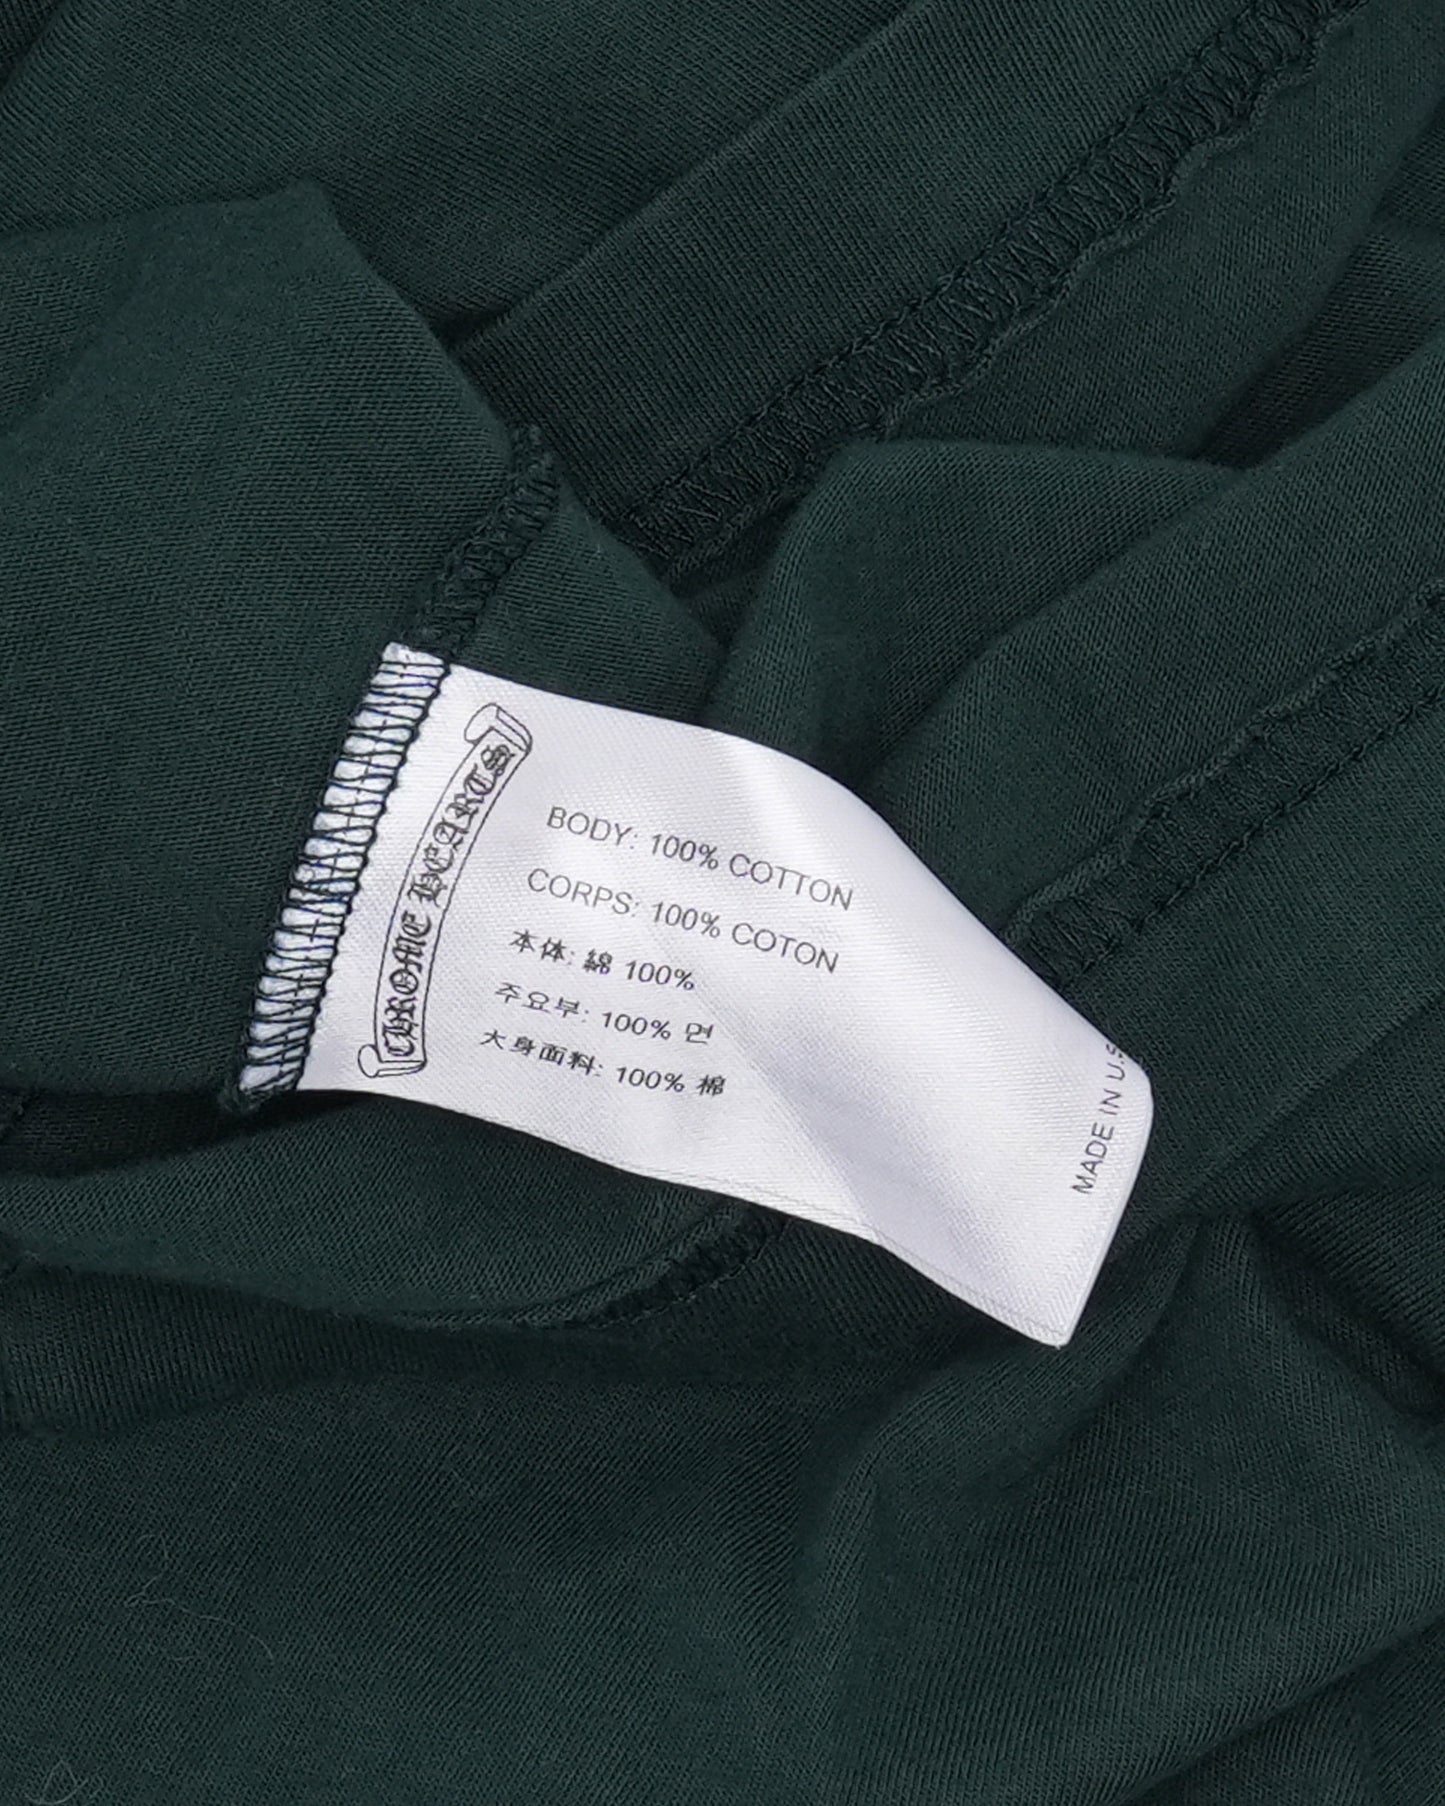 CHROME HEARTS
BODY: 100% COTTON
CORPS: 100% COTON
本体: 綿 100%
주요부: 100% 면
大身面料: 100% 棉
MADE IN U.S